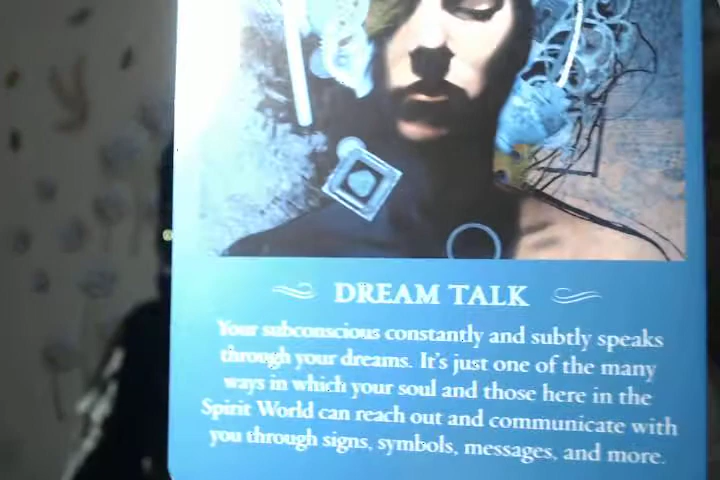 DREAM TALK
Your subconscious constantly and subtly speaks
through your dreams. It's just one of the many
ways in which your soul and those here in the
Spirit World can reach out and communicate with
you through signs, symbols, messages, and more.